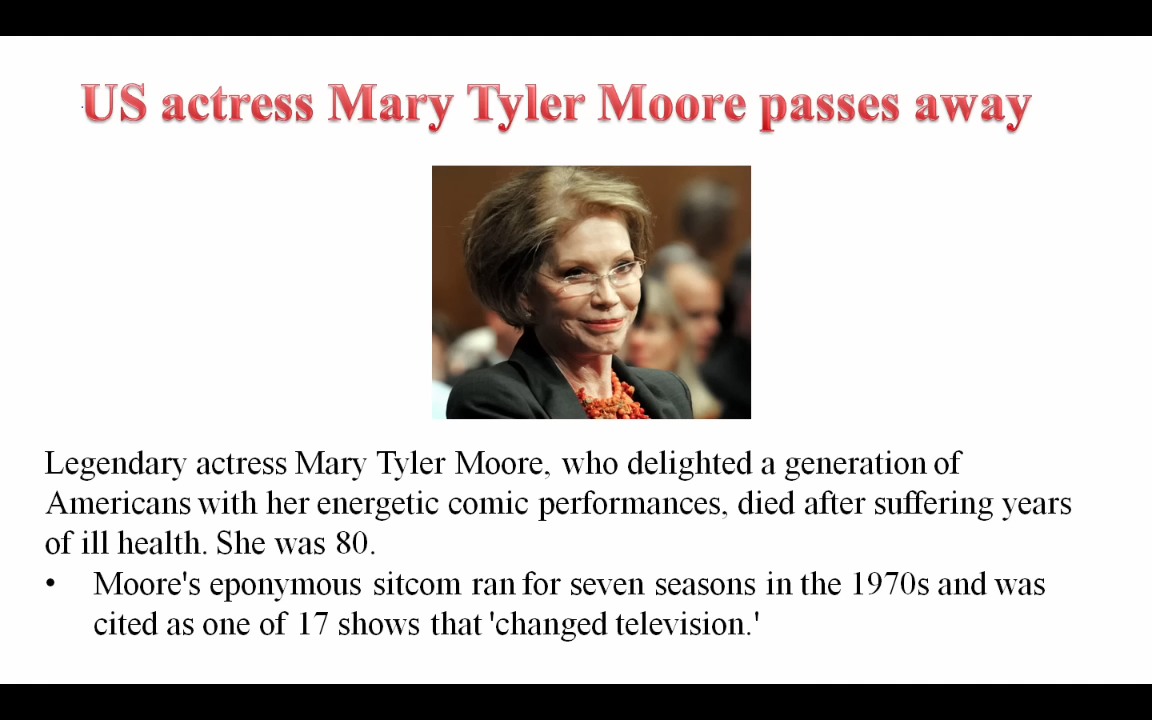 US actress Mary Tyler Moore passes away
Legendary actress Mary Tyler Moore, who delighted a generation of
Americans with her energetic comic performances, died after suffering years
of ill health. She was 80.
• Moore's eponymous sitcom ran for seven seasons in the 1970s and was
cited as one of 17 shows that 'changed television.'